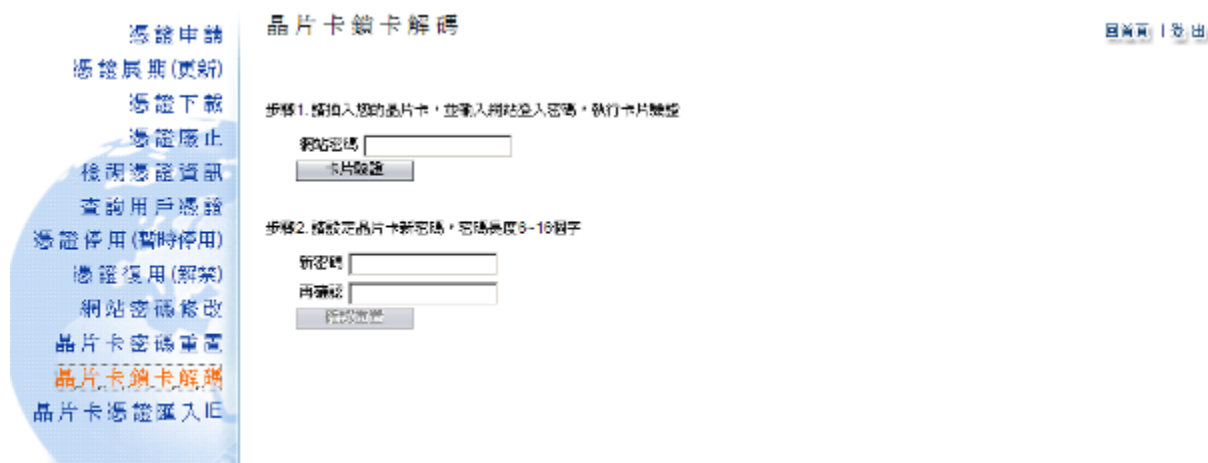 晶片卡鎖卡解碼
回首頁 | 登出
憑證申請
憑證展期(更新)
憑證下載
憑證廢止
檢視憑證資訊
查詢用戶憑證
憑證停用(暫時停用)
憑證復用(解禁)
網站密碼修改
晶片卡密碼重置
晶片卡鎖卡解碼
晶片卡憑證匯入IE
步驟1. 請插入您的晶片卡，並輸入網站登入密碼，執行卡片驗證
網站密碼
卡片驗證
步驟2. 請設定晶片卡新密碼，密碼長度6~16個字
新密碼
再確認
確認重置